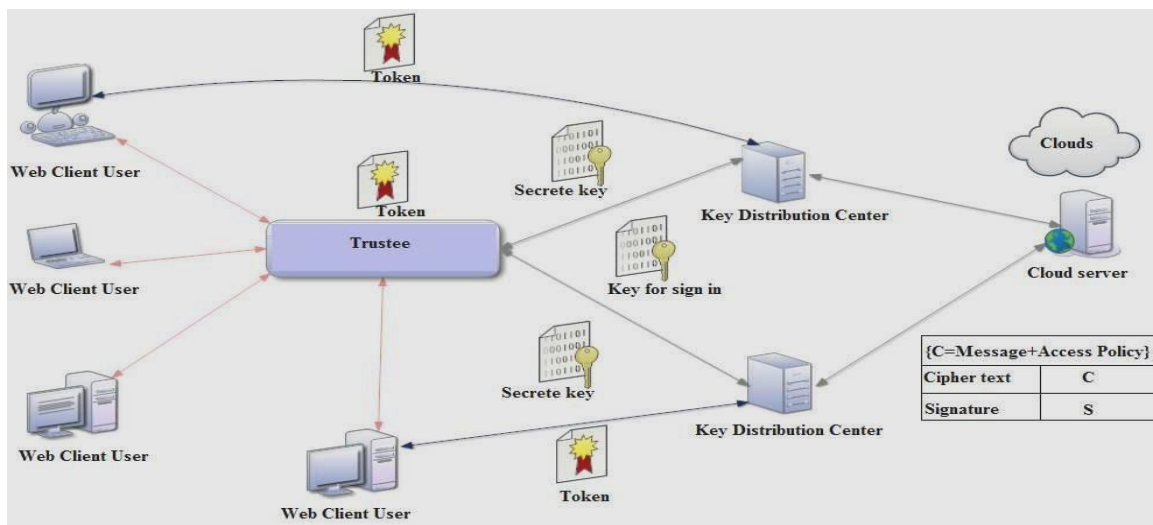 Token
Web Client User
Token
Secrete key
Clouds
Key Distribution Center
Trustee
Web Client User
Key for sign in
Cloud server
Secrete key
{C=Message+Access Policy}
Cipher text C
Signature S
Key Distribution Center
Web Client User
Token
Web Client User